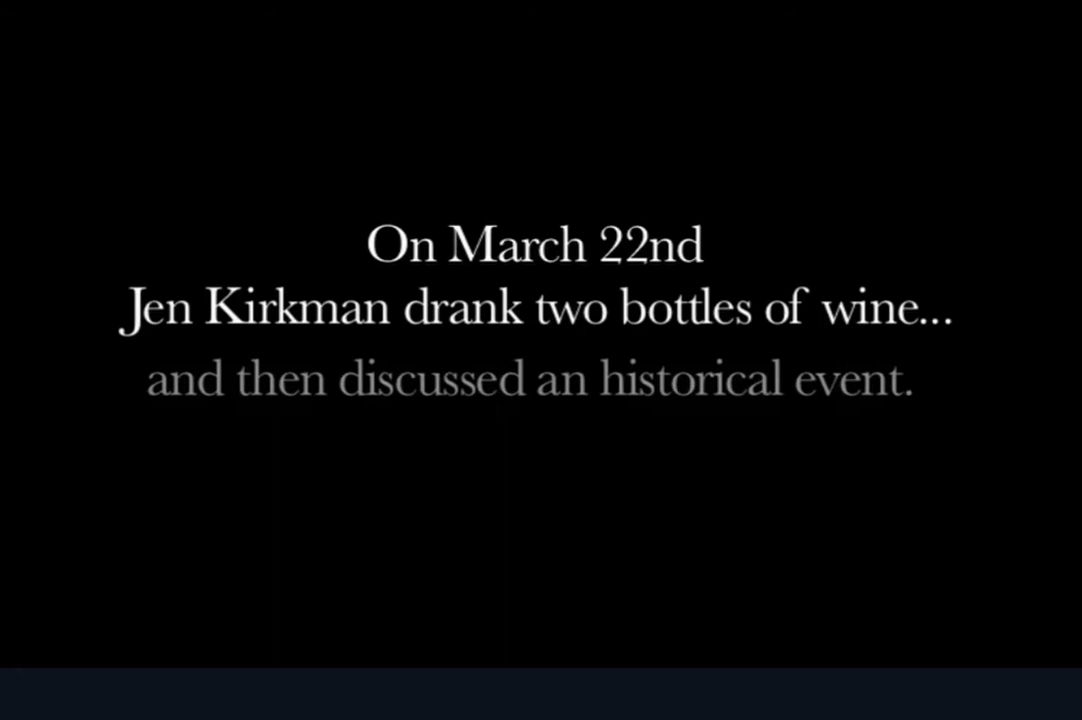 On March 22nd
Jen Kirkman drank two bottles of wine...
and then discussed an historical event.